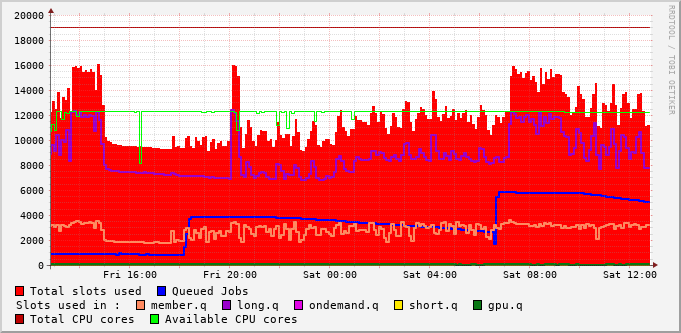 20000
18000
16000
14000
12000
10000
8000
6000
4000
2000
0
Fri 16:00 Fri 20:00 Sat 00:00 Sat 04:00 Sat 08:00 Sat 12:00
Total slots used Queued Jobs
Slots used in : member.q long.q ondemand.q short.q gpu.q
Total CPU cores Available CPU cores
RRDTOOL / TOBI OETIKER